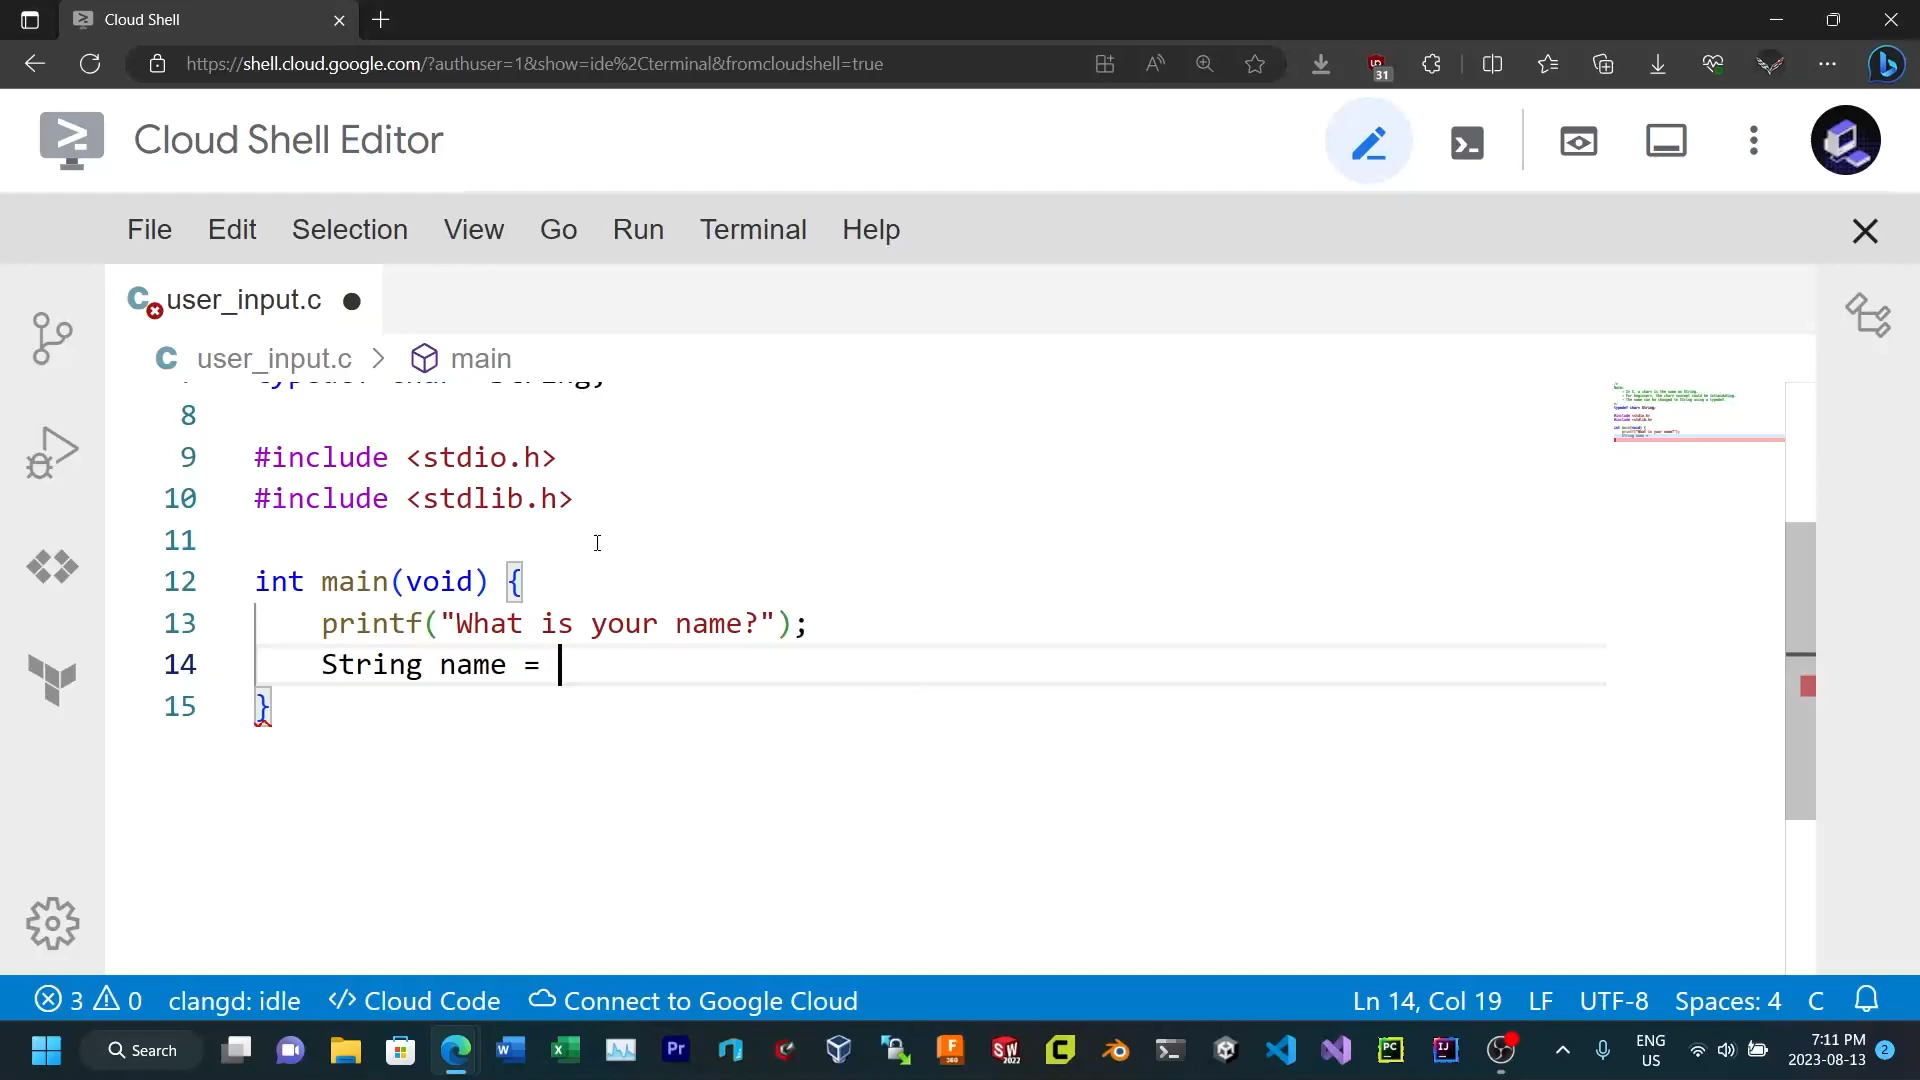 Cloud Shell
https://shell.cloud.google.com/?authuser=1&show=ide%2Cterminal&fromcloudshell=true
31
Cloud Shell Editor
File Edit Selection View Go Run Terminal Help
C user_input.c
C user_input.c > main
8
9 #include <stdio.h>
10 #include <stdlib.h>
11
12 int main(void) {
13 printf("What is your name?");
14 String name =
15 }
3 0 clangd: idle Cloud Code Connect to Google Cloud Ln 14, Col 19 LF UTF-8 Spaces: 4 C
Search
ENG
US
7:11 PM
2023-08-13
2